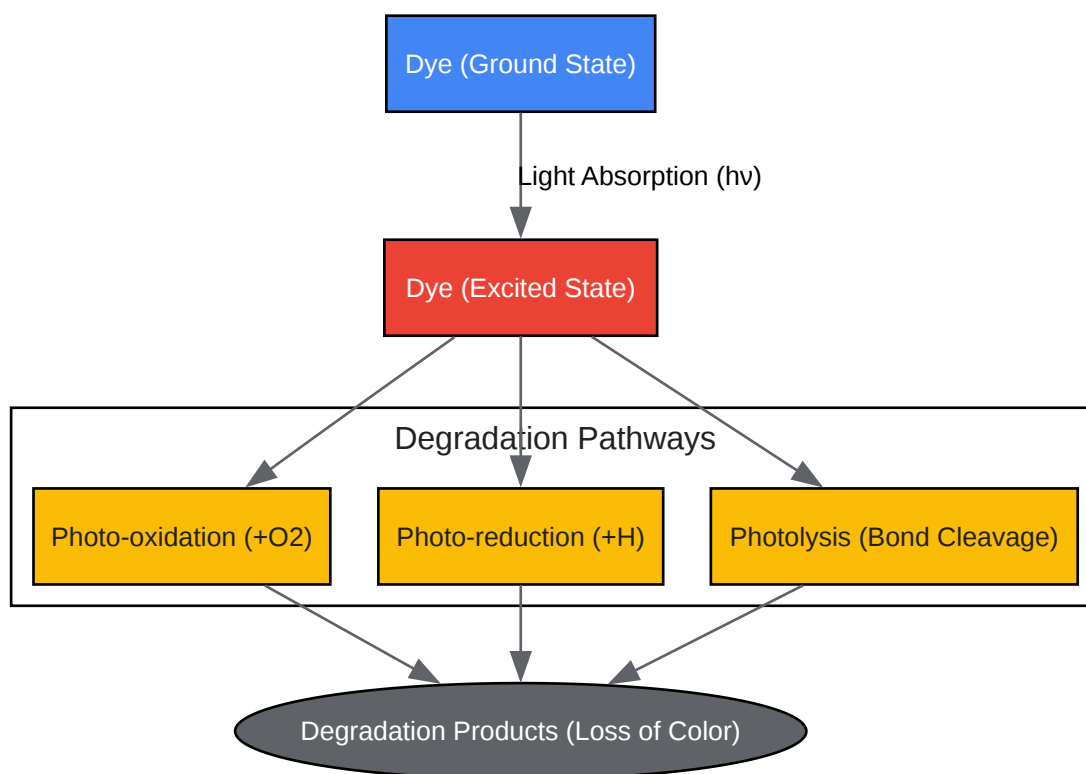 Dye (Ground State)
Light Absorption (hν)
Dye (Excited State)
Degradation Pathways
Photo-oxidation (+O2)
Photo-reduction (+H)
Photolysis (Bond Cleavage)
Degradation Products (Loss of Color)